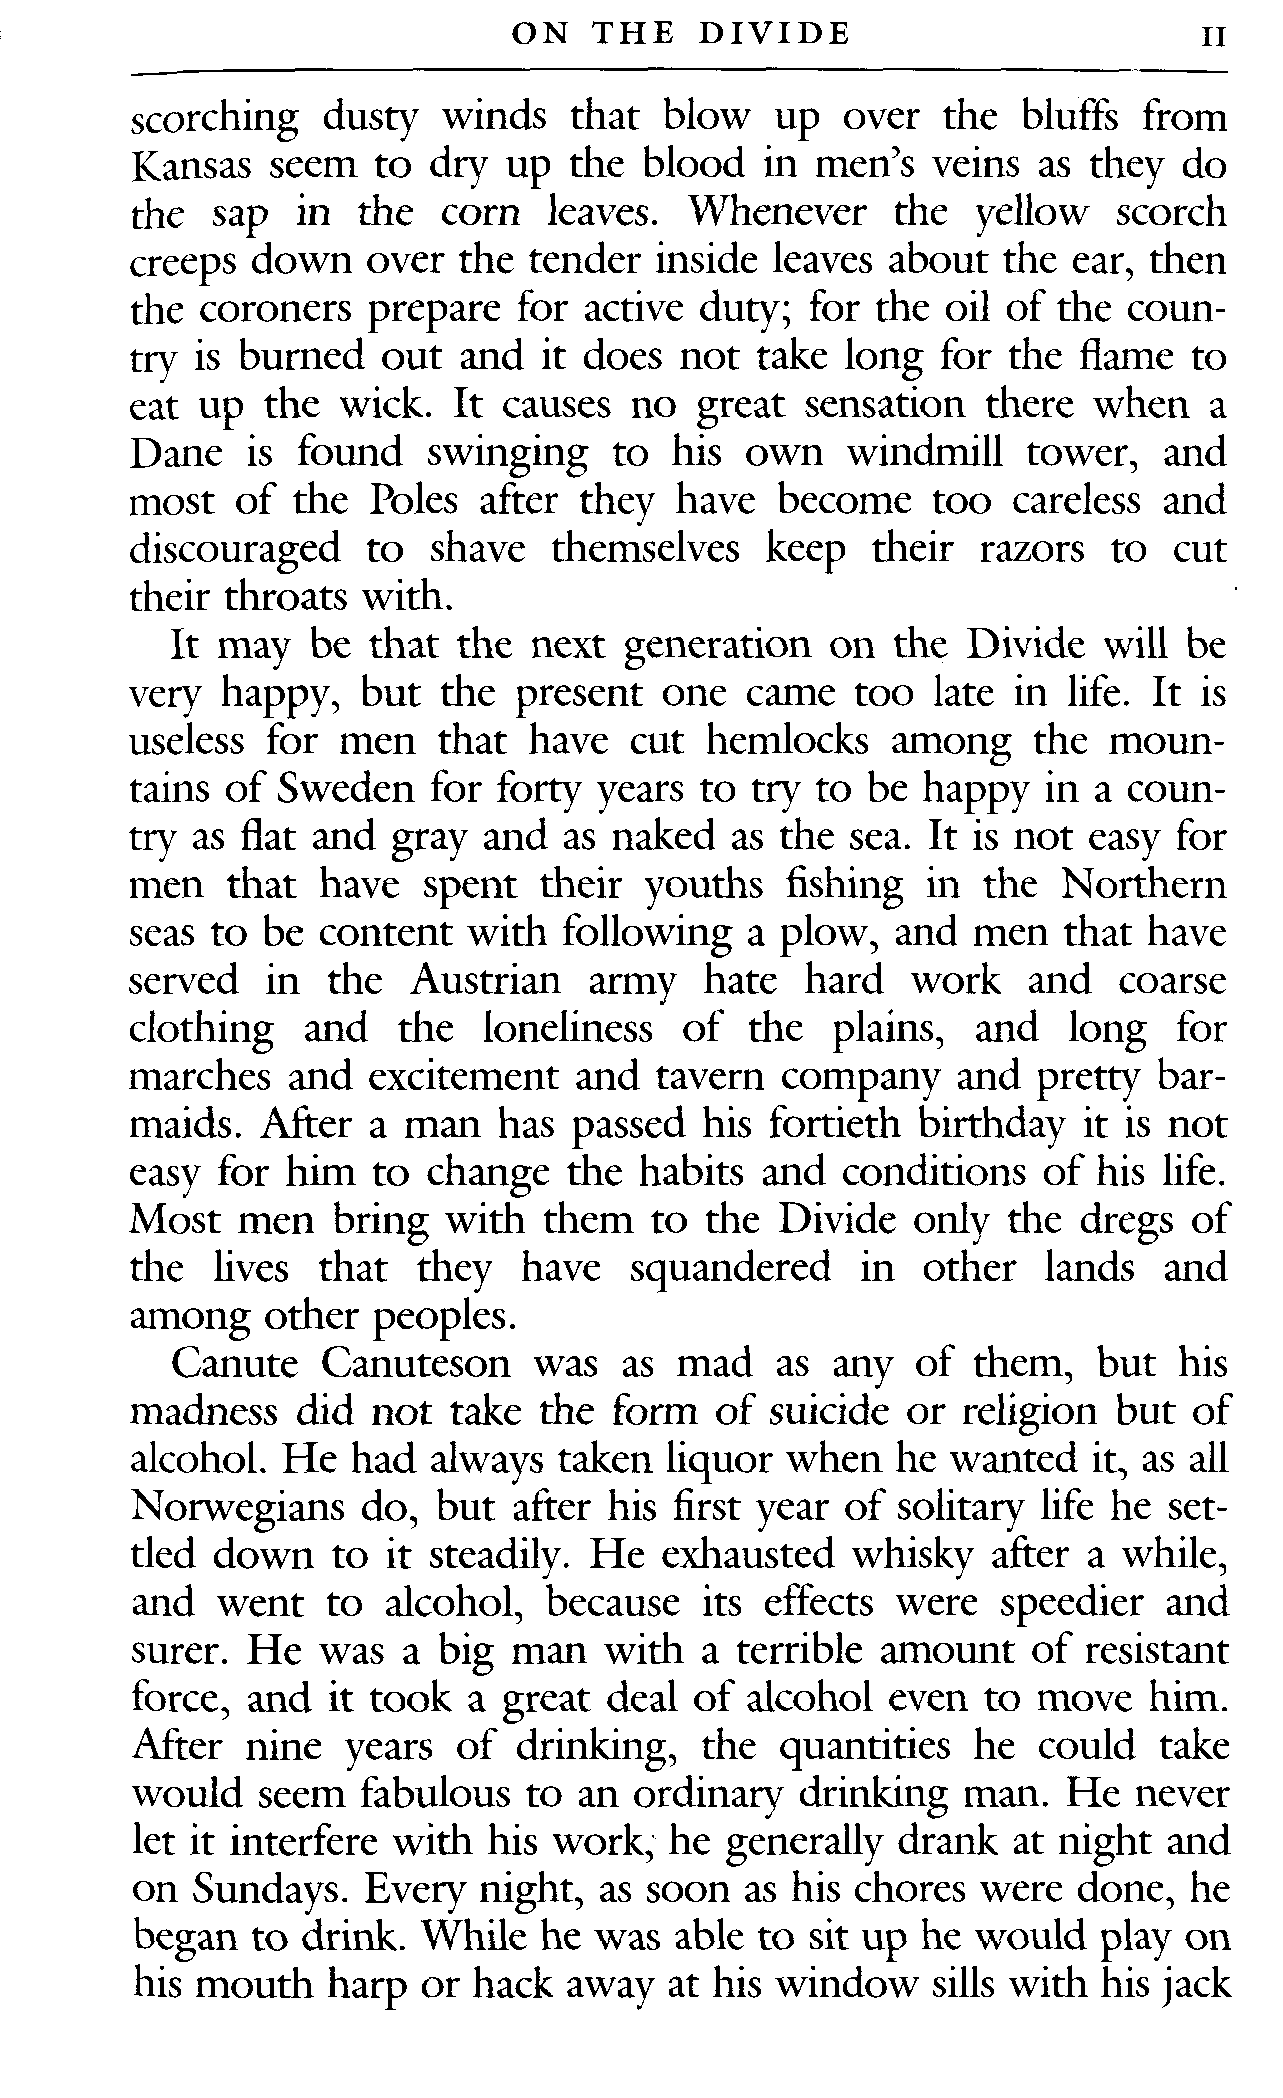 ON THE DIVIDE 11
scorching dusty winds that blow up over the bluffs from
Kansas seem to dry up the blood in men's veins as they do
the sap in the corn leaves. Whenever the yellow scorch
creeps down over the tender inside leaves about the ear, then
the coroners prepare for active duty; for the oil of the coun-
try is burned out and it does not take long for the flame to
eat up the wick. It causes no great sensation there when a
Dane is found swinging to his own windmill tower, and
most of the Poles after they have become too careless and
discouraged to shave themselves keep their razors to cut
their throats with.
It may be that the next generation on the Divide will be
very happy, but the present one came too late in life. It is
useless for men that have cut hemlocks among the moun-
tains of Sweden for forty years to try to be happy in a coun-
try as flat and gray and as naked as the sea. It is not easy for
men that have spent their youths fishing in the Northern
seas to be content with following a plow, and men that have
served in the Austrian army hate hard work and coarse
clothing and the loneliness of the plains, and long for
marches and excitement and tavern company and pretty bar-
maids. After a man has passed his fortieth birthday it is not
easy for him to change the habits and conditions of his life.
Most men bring with them to the Divide only the dregs of
the lives that they have squandered in other lands and
among other peoples.
Canute Canuteson was as mad as any of them, but his
madness did not take the form of suicide or religion but of
alcohol. He had always taken liquor when he wanted it, as all
Norwegians do, but after his first year of solitary life he set-
tled down to it steadily. He exhausted whisky after a while,
and went to alcohol, because its effects were speedier and
surer. He was a big man with a terrible amount of resistant
force, and it took a great deal of alcohol even to move him.
After nine years of drinking, the quantities he could take
would seem fabulous to an ordinary drinking man. He never
let it interfere with his work, he generally drank at night and
on Sundays. Every night, as soon as his chores were done, he
began to drink. While he was able to sit up he would play on
his mouth harp or hack away at his window sills with his jack